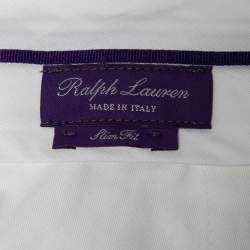 Ralph Lauren
MADE IN ITALY
Slim Fit